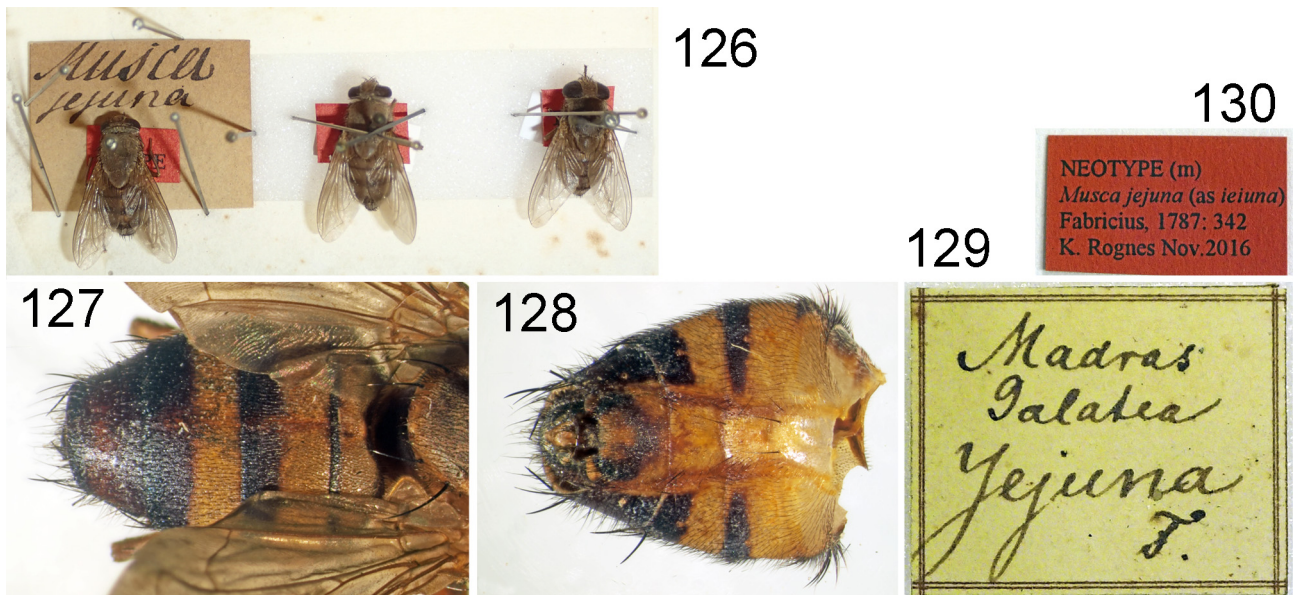 126
Musca
jejuna
130
NEOTYPE (m)
Musca jejuna (as ieiuna)
Fabricius, 1787: 342
K. Rognes Nov.2016
127
128
129
Madras
Galatea
Jejuna
F.